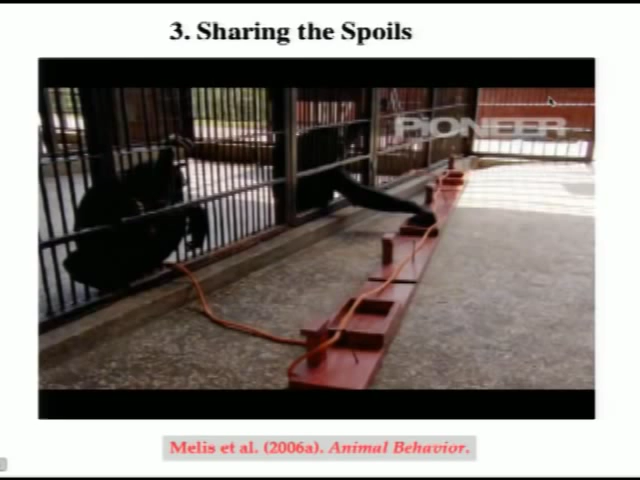 3. Sharing the Spoils
PIONEER
Melis et al. (2006a). Animal Behavior.